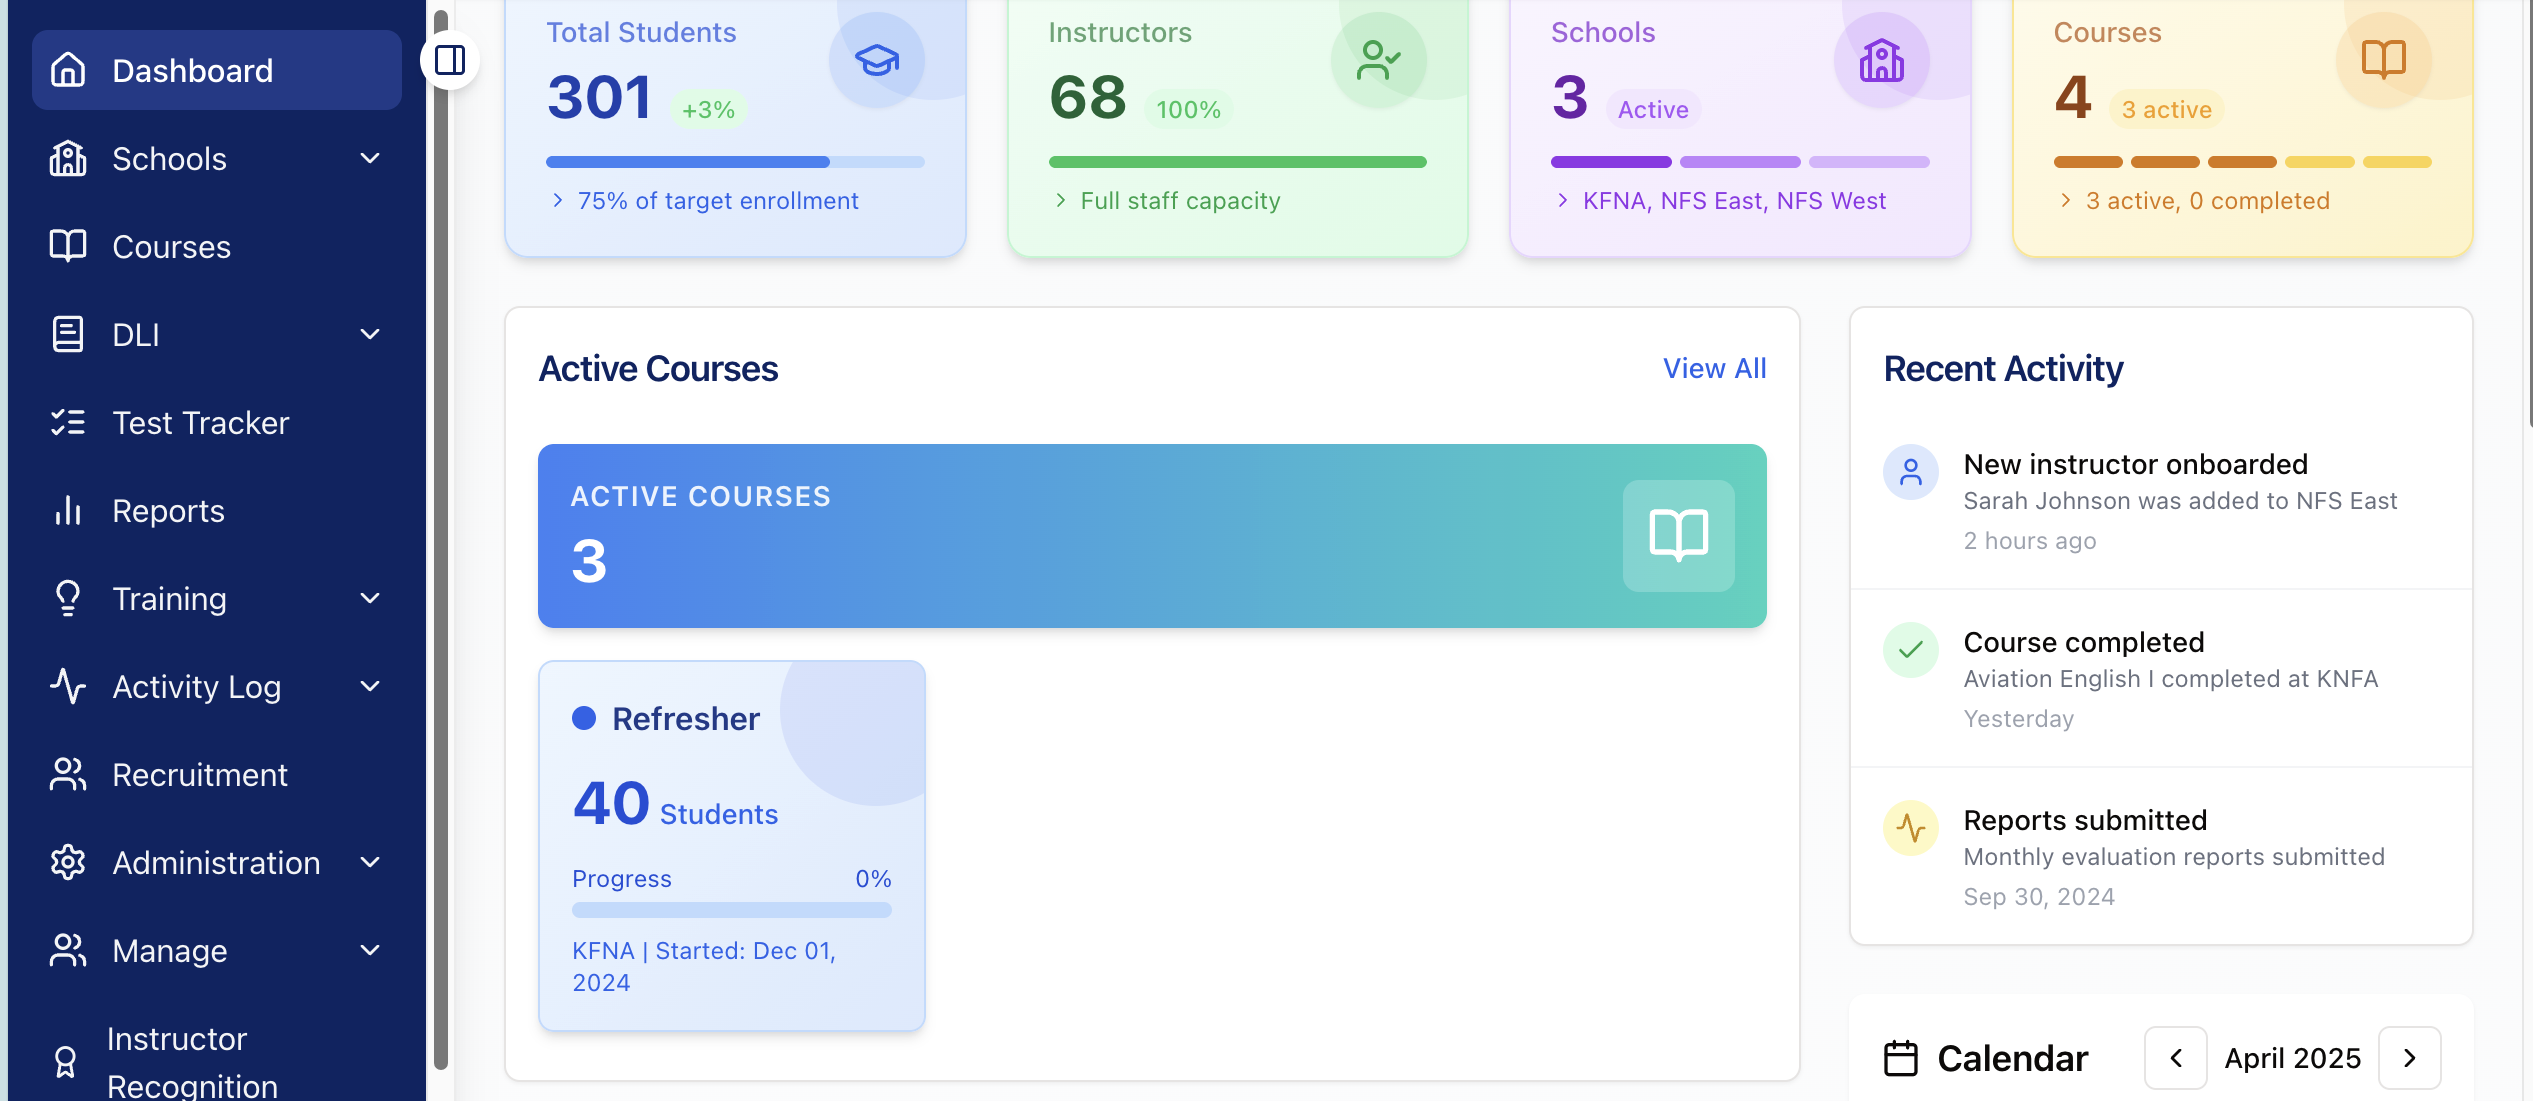 Dashboard
Schools
Courses
DLI
Test Tracker
Reports
Training
Activity Log
Recruitment
Administration
Manage
Instructor
Recognition
Total Students
301 +3%
75% of target enrollment
Instructors
68 100%
Full staff capacity
Schools
3 Active
KFNA, NFS East, NFS West
Courses
4 3 active
3 active, 0 completed
Active Courses
View All
ACTIVE COURSES
3
Refresher
40 Students
Progress 0%
KFNA | Started: Dec 01,
2024
Recent Activity
New instructor onboarded
Sarah Johnson was added to NFS East
2 hours ago
Course completed
Aviation English I completed at KNFA
Yesterday
Reports submitted
Monthly evaluation reports submitted
Sep 30, 2024
Calendar
April 2025